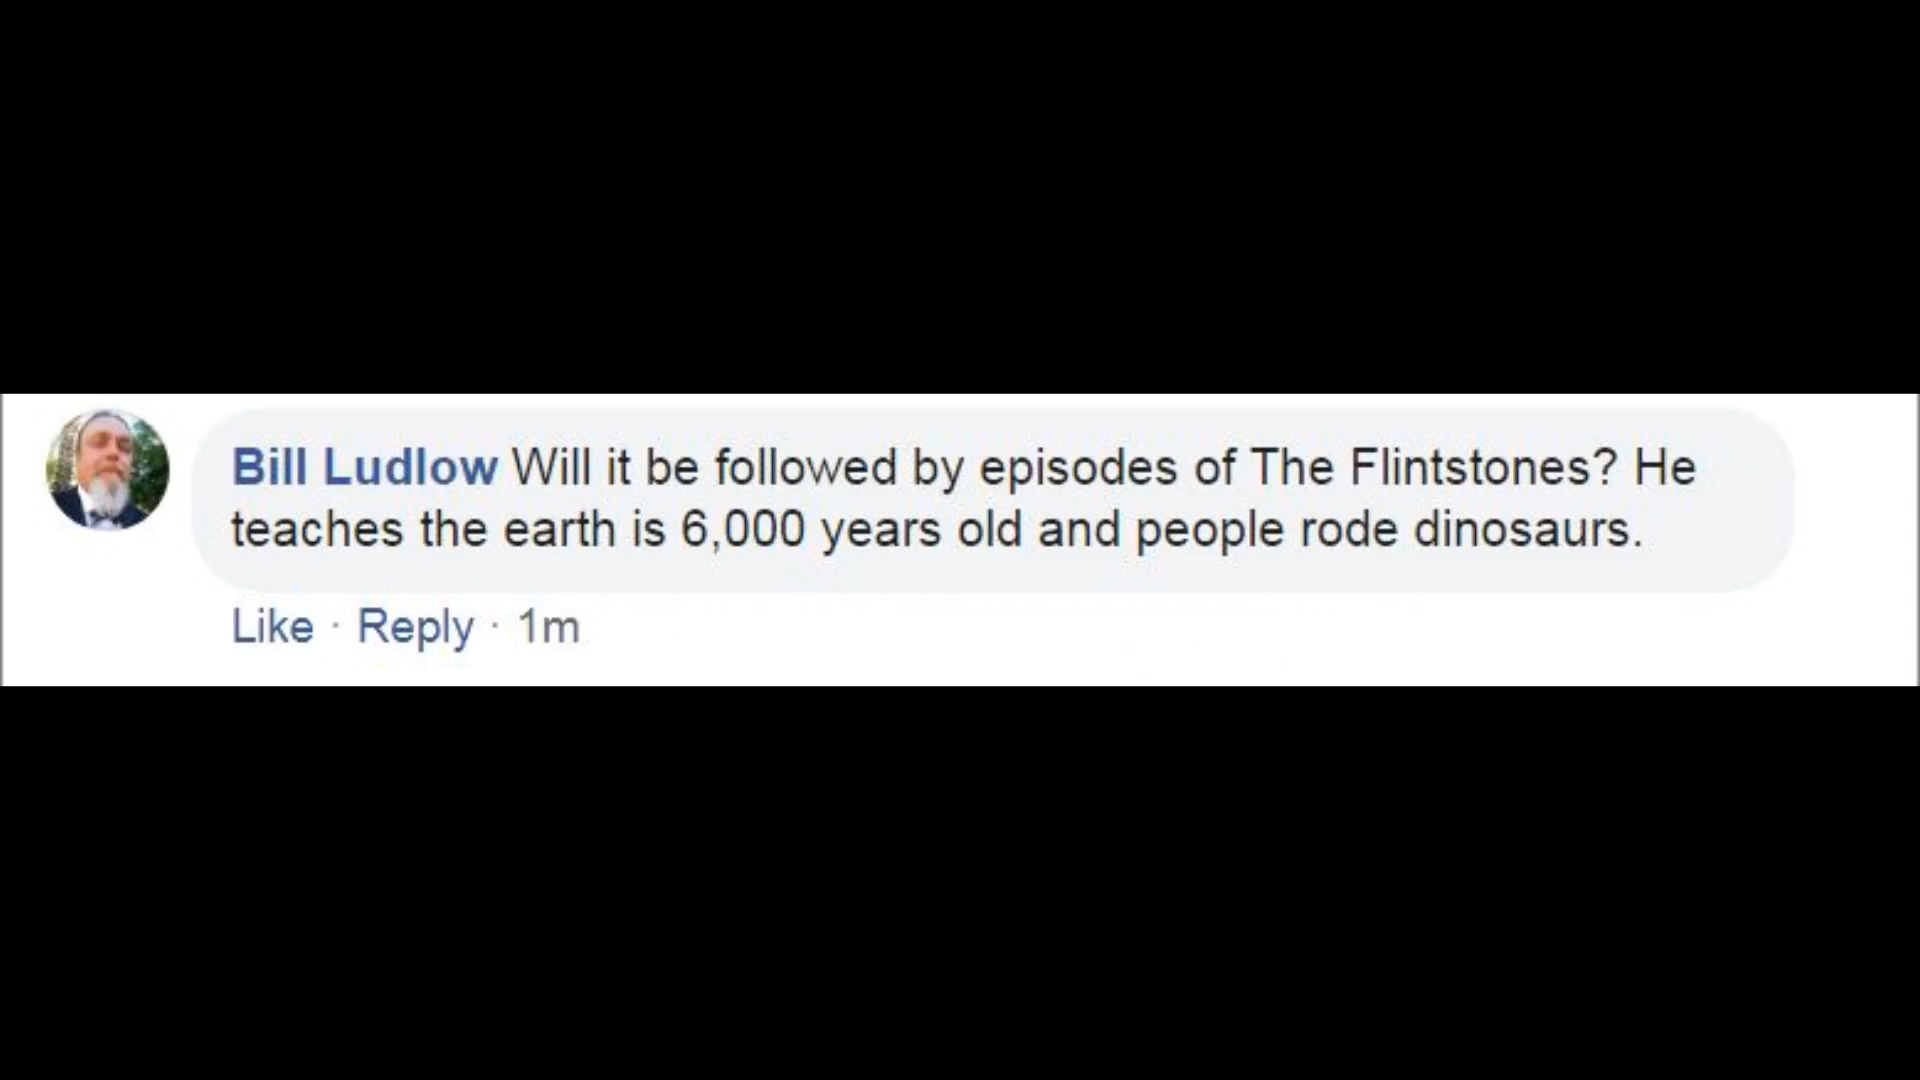 Bill Ludlow Will it be followed by episodes of The Flintstones? He
teaches the earth is 6,000 years old and people rode dinosaurs.
Like · Reply · 1m